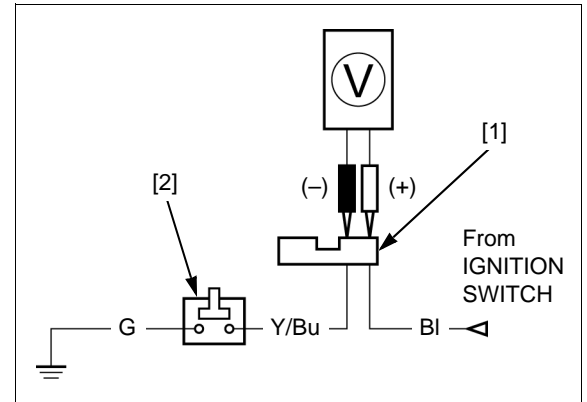 V
[1]
[2]
(–)
(+)
From
IGNITION
SWITCH
G
Y/Bu
Bl